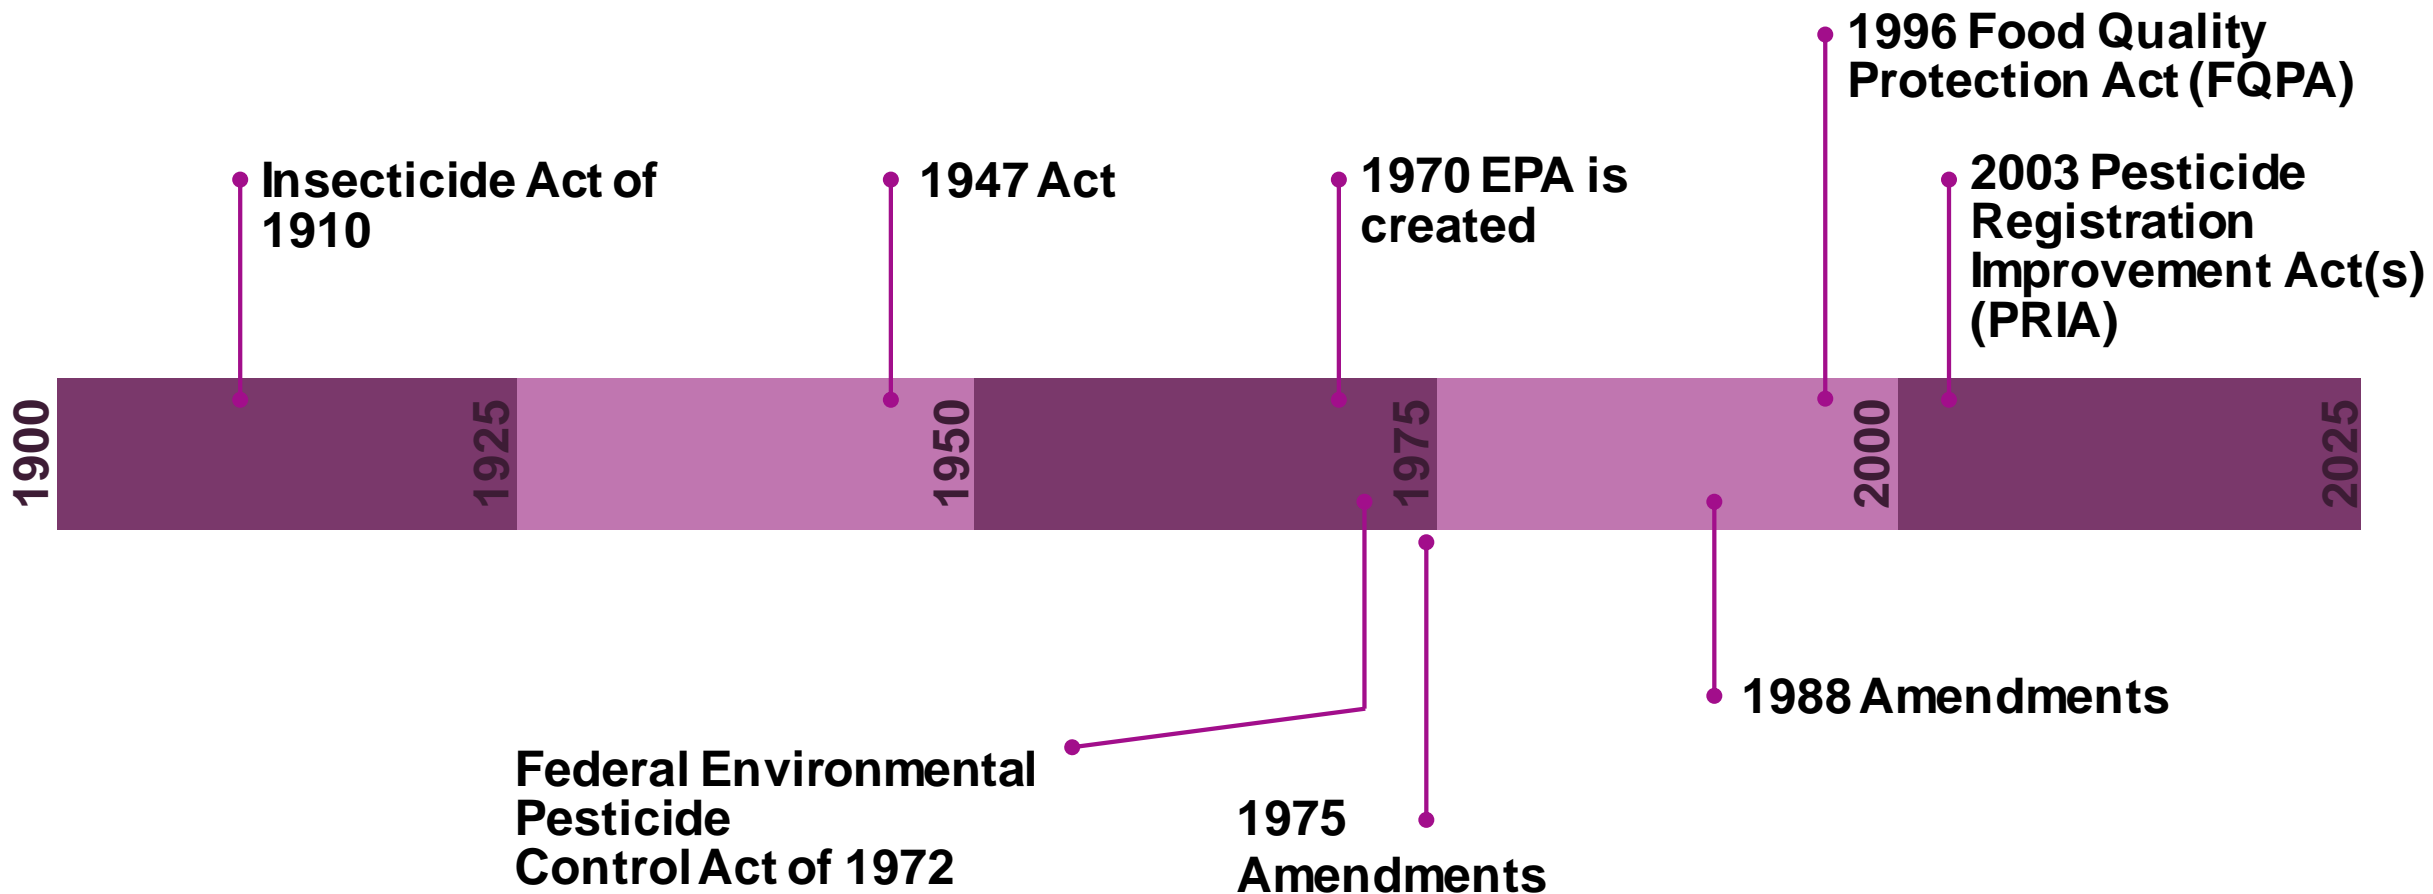 1996 Food Quality
Protection Act (FQPA)
Insecticide Act of
1910
1947 Act
1970 EPA is
created
2003 Pesticide
Registration
Improvement Act(s)
(PRIA)
1900
1925
1950
1975
2000
2025
Federal Environmental
Pesticide
Control Act of 1972
1975
Amendments
1988 Amendments